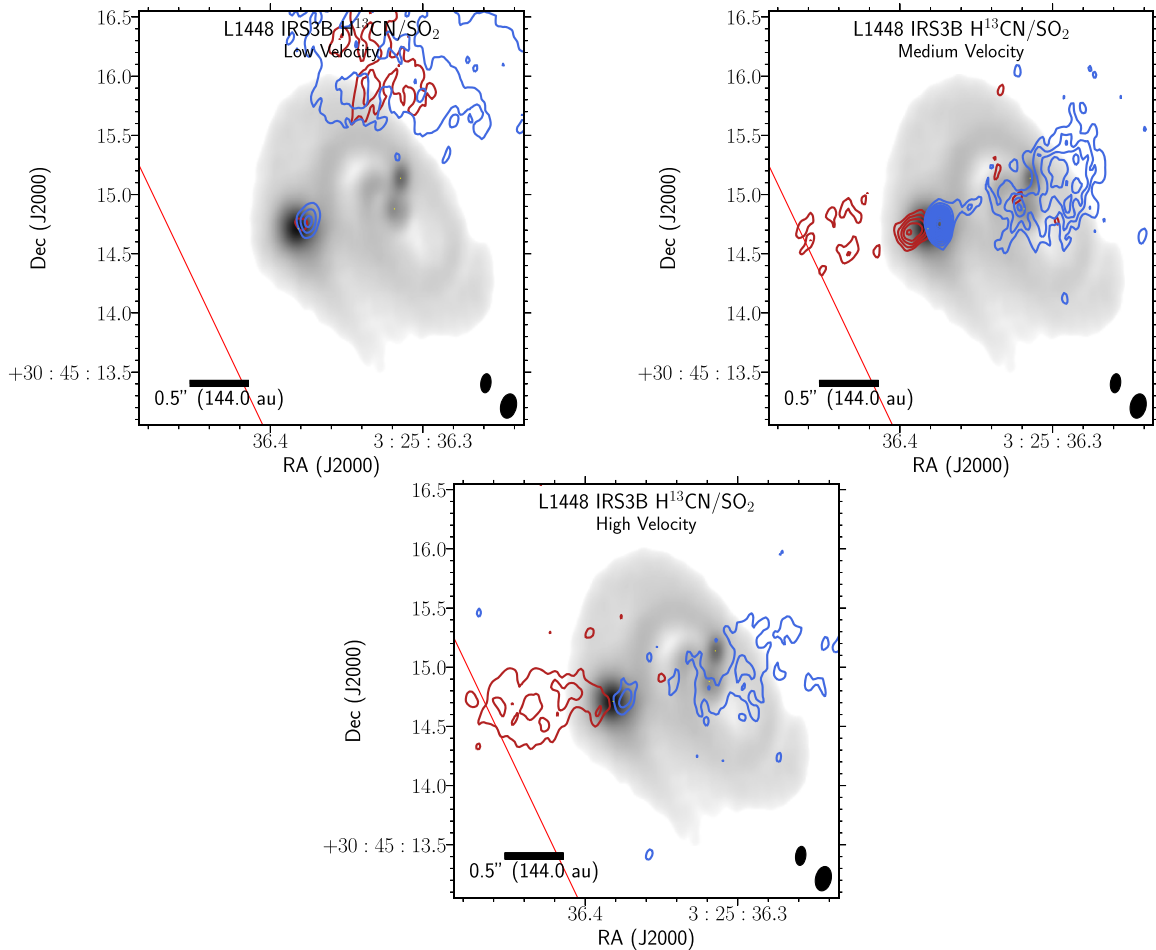 L1448 IRS3B H¹³CN/SO₂
Low Velocity
16.5
16.0
15.5
15.0
14.5
14.0
+30 : 45 : 13.5
Dec (J2000)
0.5" (144.0 au)
36.4
3 : 25 : 36.3
RA (J2000)
L1448 IRS3B H¹³CN/SO₂
Medium Velocity
16.5
16.0
15.5
15.0
14.5
14.0
+30 : 45 : 13.5
Dec (J2000)
0.5" (144.0 au)
36.4
3 : 25 : 36.3
RA (J2000)
L1448 IRS3B H¹³CN/SO₂
High Velocity
16.5
16.0
15.5
15.0
14.5
14.0
+30 : 45 : 13.5
Dec (J2000)
0.5" (144.0 au)
36.4
3 : 25 : 36.3
RA (J2000)